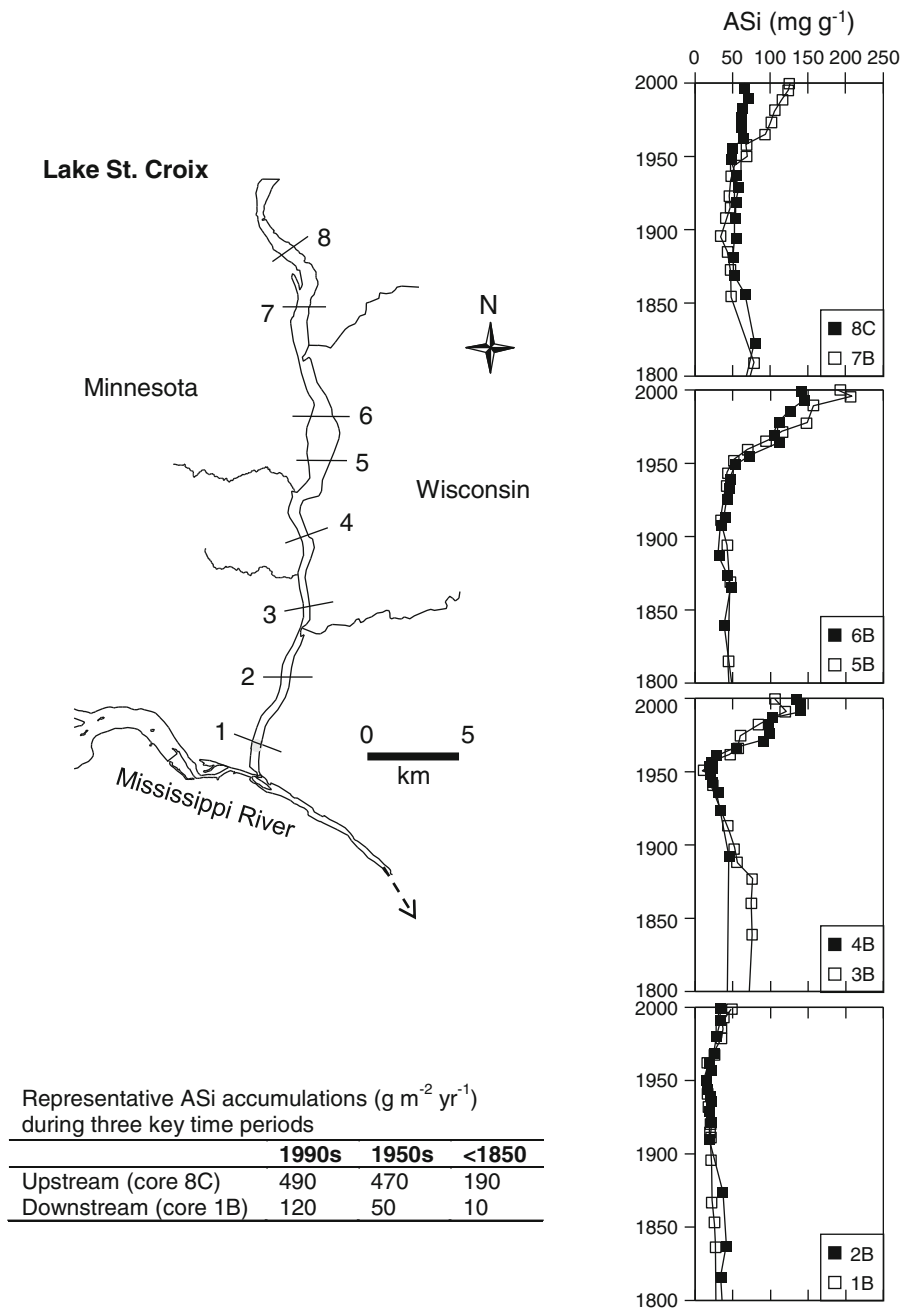 ASi (mg g-1)
0 50 100 150 200 250
2000
1950
1900
1850
1800
8C
7B
2000
1950
1900
1850
1800
6B
5B
2000
1950
1900
1850
1800
4B
3B
2000
1950
1900
1850
1800
2B
1B
Lake St. Croix
8
7
N
Minnesota
6
5
Wisconsin
4
3
2
1
0 5
km
Mississippi River
Representative ASi accumulations (g m-2 yr-1)
during three key time periods
1990s 1950s <1850
Upstream (core 8C) 490 470 190
Downstream (core 1B) 120 50 10